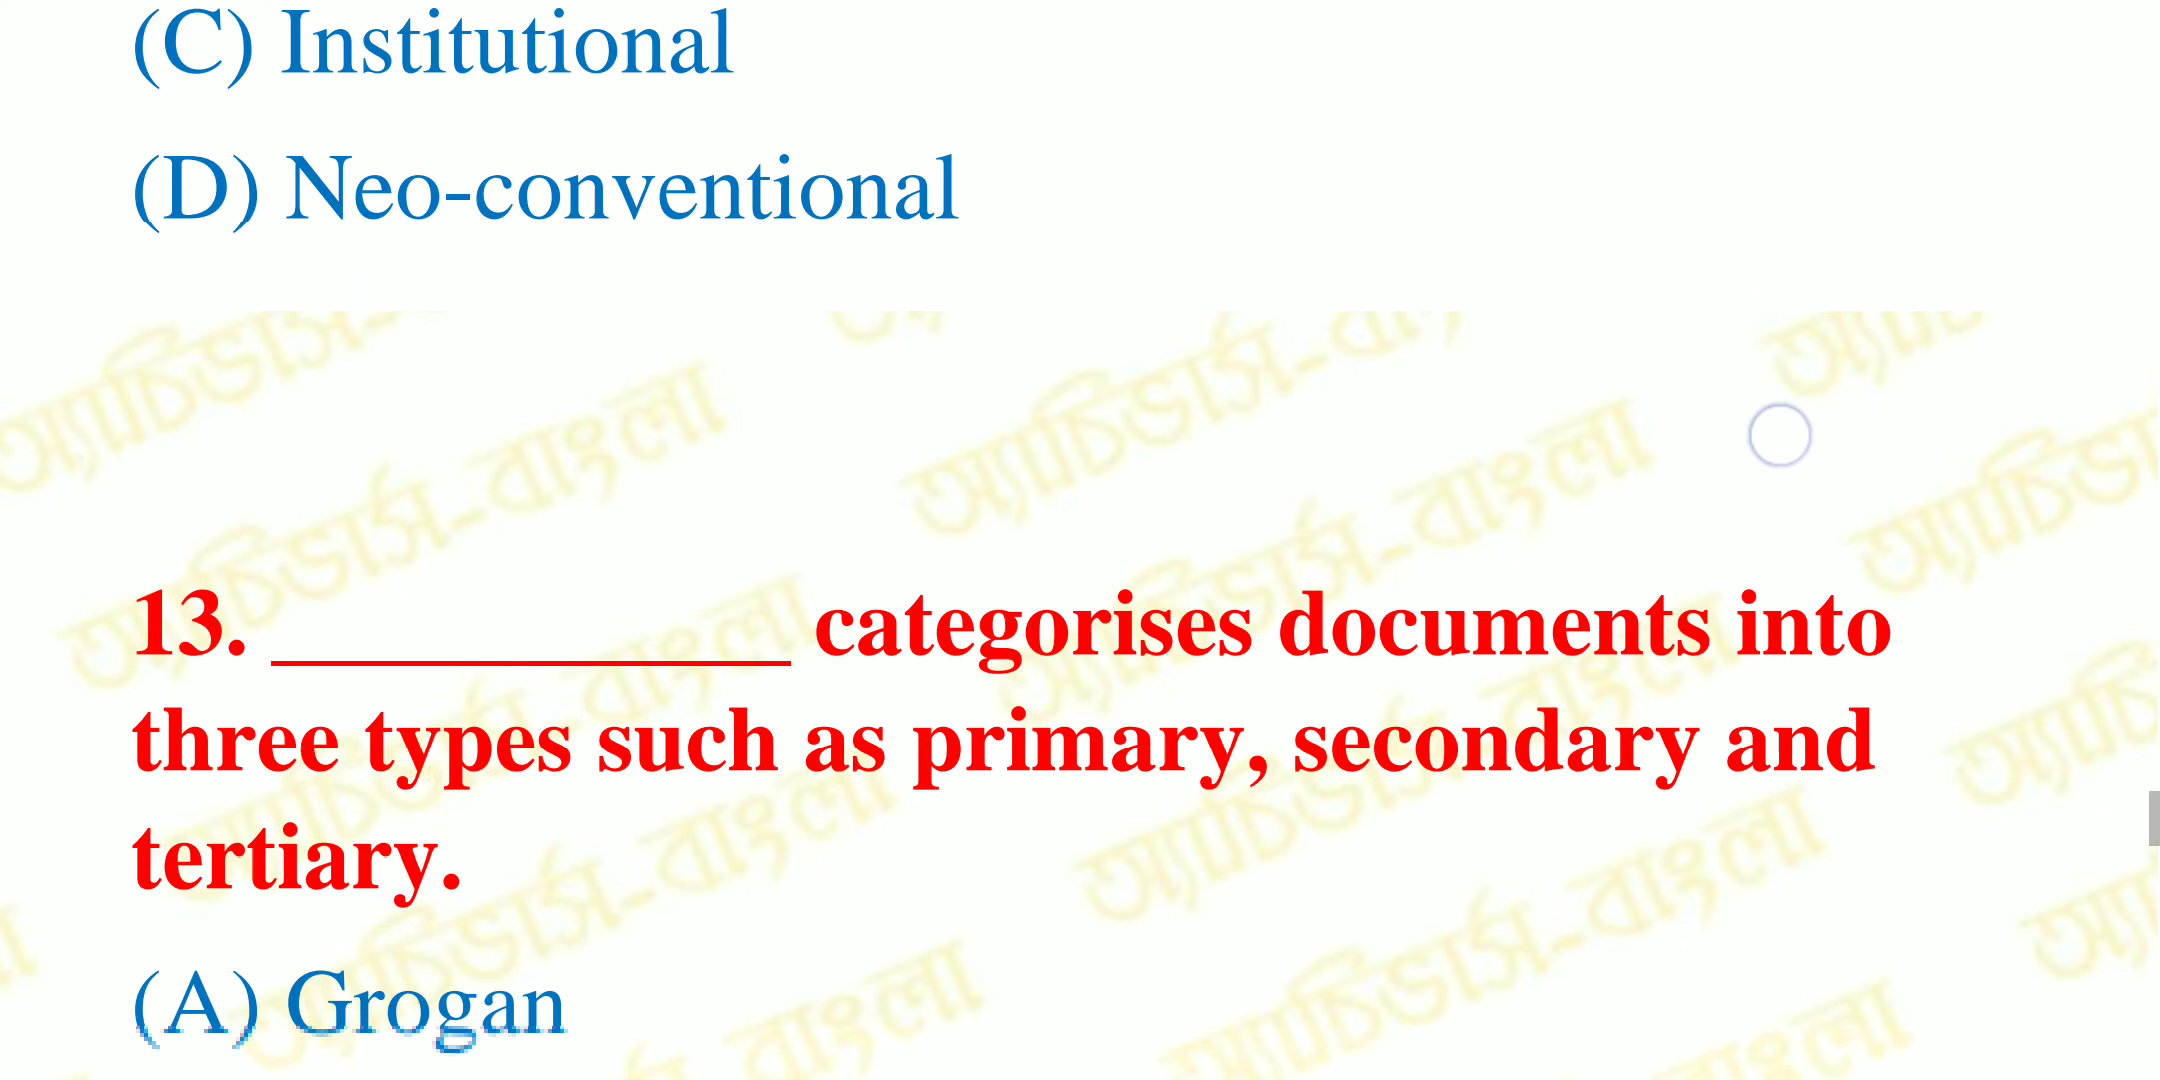 (C) Institutional
(D) Neo-conventional
অ্যাচিভার্স-বাংলা
13. ____________ categorises documents into
three types such as primary, secondary and
tertiary.
(A) Grogan